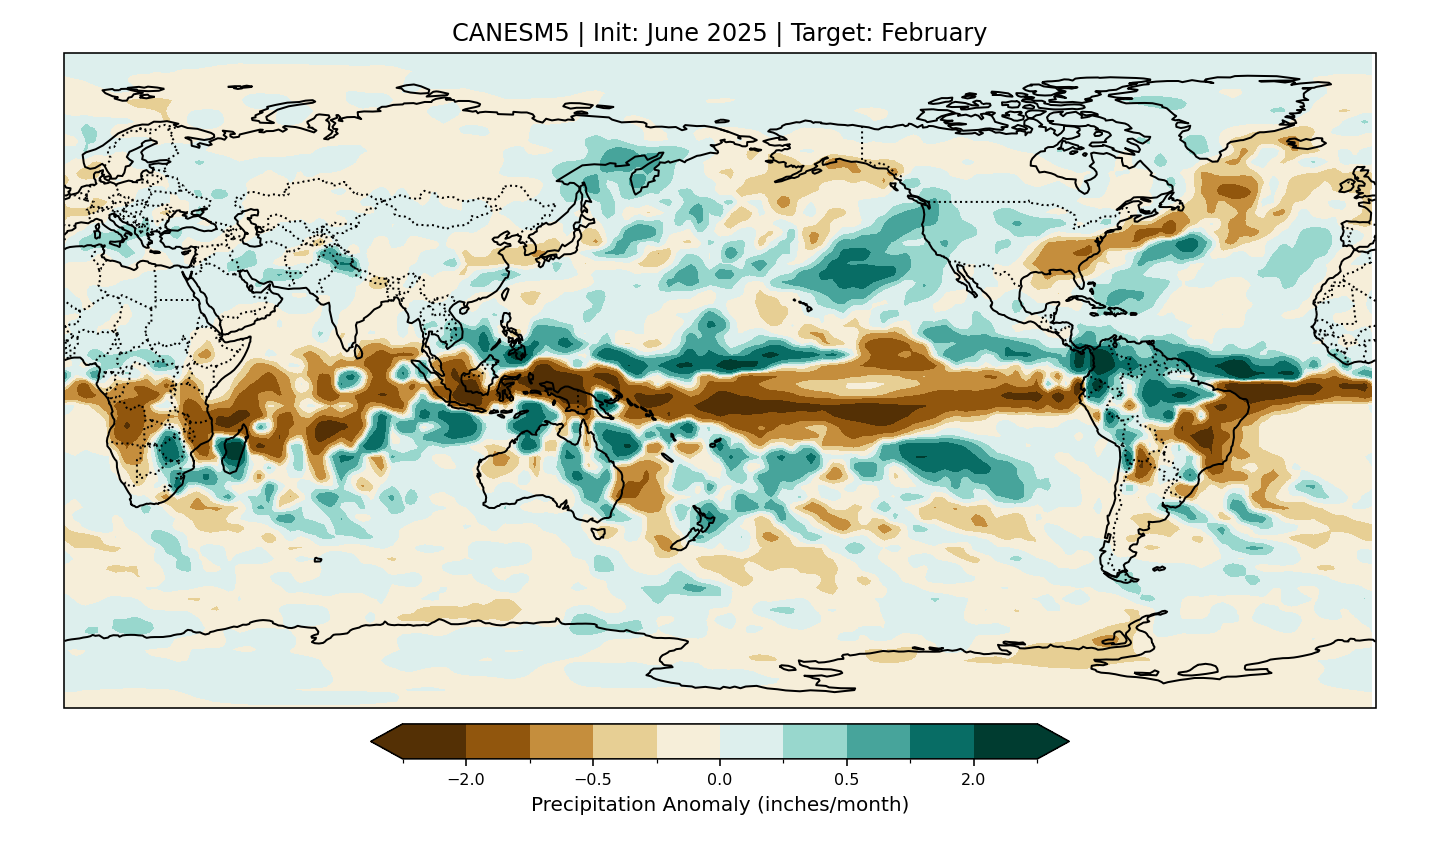 CANESM5 | Init: June 2025 | Target: February
−2.0 −0.5 0.0 0.5 2.0
Precipitation Anomaly (inches/month)